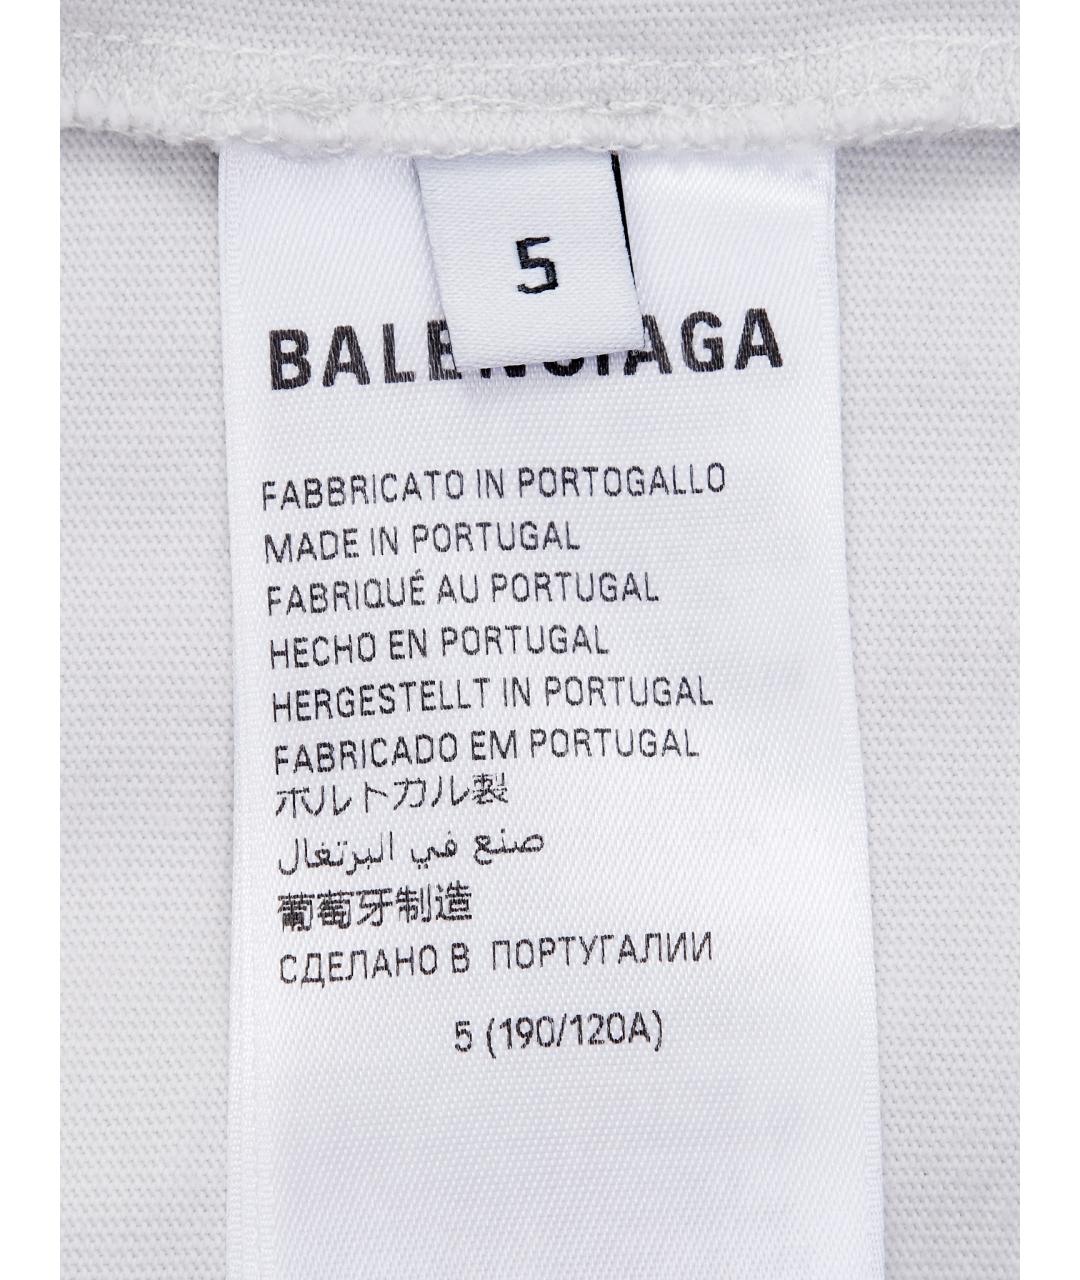 5
BALENCIAGA
FABBRICATO IN PORTOGALLO
MADE IN PORTUGAL
FABRIQUÉ AU PORTUGAL
HECHO EN PORTUGAL
HERGESTELLT IN PORTUGAL
FABRICADO EM PORTUGAL
ポルトカル製
صنع في البرتغال
葡萄牙制造
СДЕЛАНО В ПОРТУГАЛИИ
5 (190/120A)